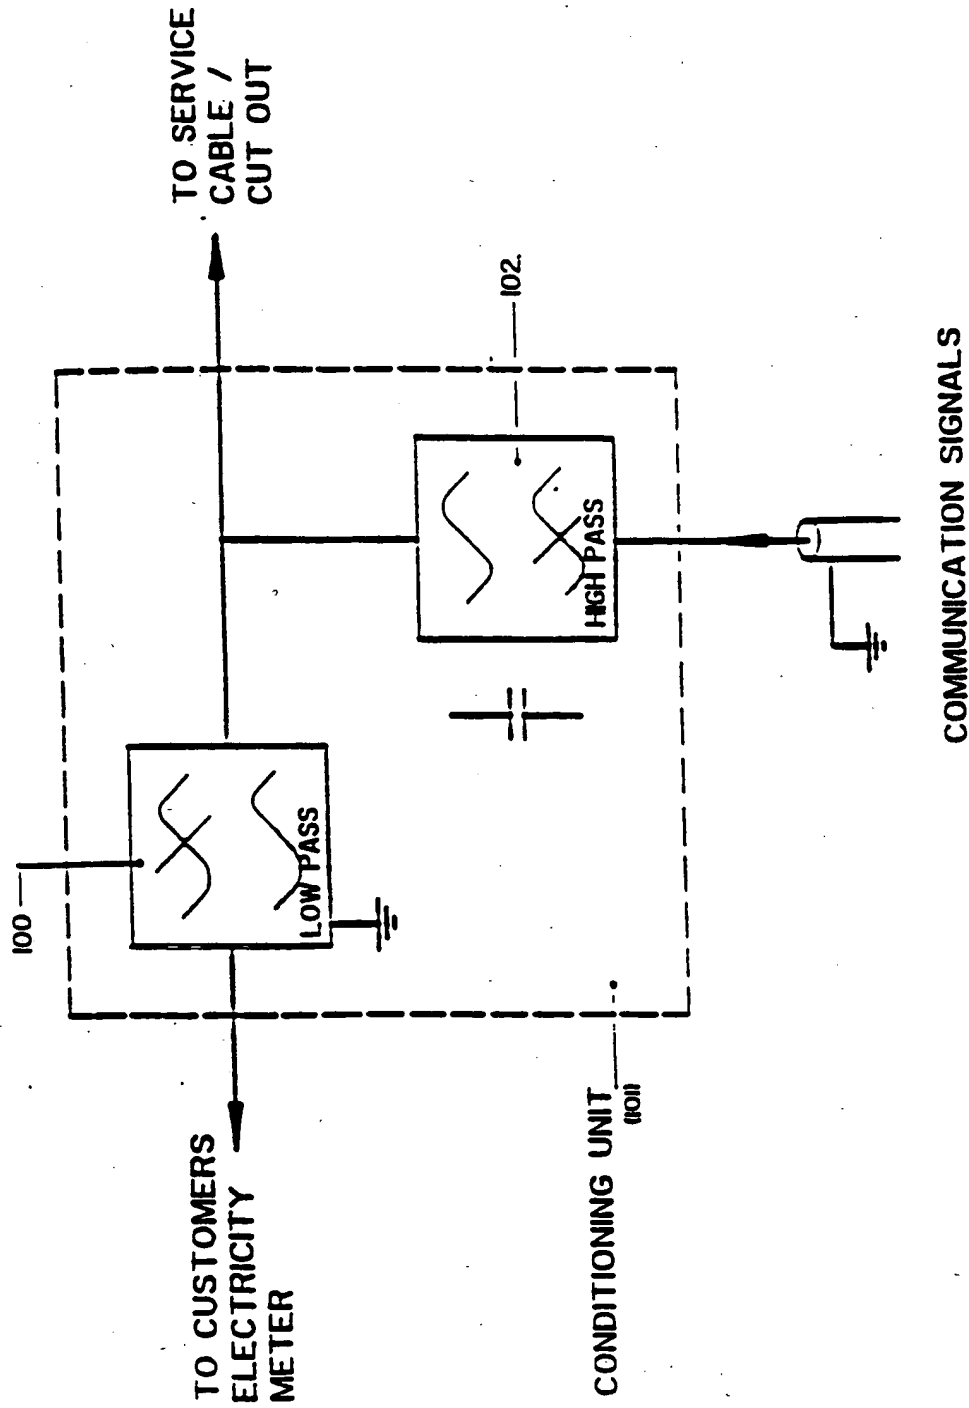 TO SERVICE
CABLE /
CUT OUT
102.
COMMUNICATION SIGNALS
HIGH PASS
100
LOW PASS
TO CUSTOMERS
ELECTRICITY
METER
CONDITIONING UNIT
(101)